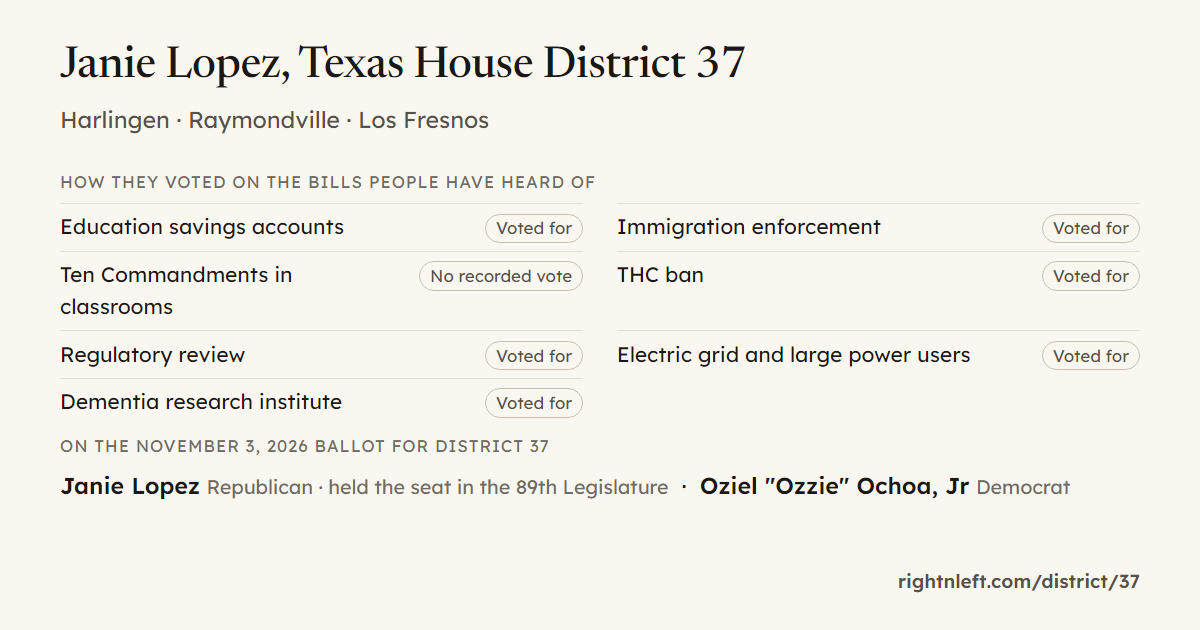 Janie Lopez, Texas House District 37
Harlingen · Raymondville · Los Fresnos
HOW THEY VOTED ON THE BILLS PEOPLE HAVE HEARD OF
Education savings accounts Voted for
Immigration enforcement Voted for
Ten Commandments in No recorded vote
classrooms
THC ban Voted for
Regulatory review Voted for
Electric grid and large power users Voted for
Dementia research institute Voted for
ON THE NOVEMBER 3, 2026 BALLOT FOR DISTRICT 37
Janie Lopez Republican · held the seat in the 89th Legislature · Oziel "Ozzie" Ochoa, Jr Democrat
rightnleft.com/district/37